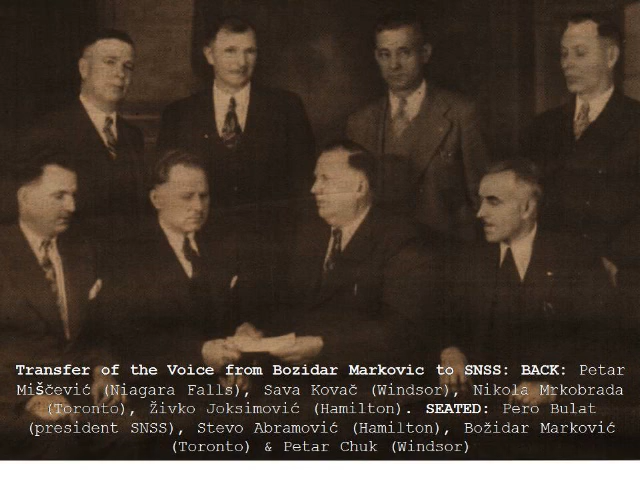 Transfer of the Voice from Bozidar Markovic to SNSS: BACK: Petar
Miščević (Niagara Falls), Sava Kovač (Windsor), Nikola Mrkobrada
(Toronto), Živko Joksimović (Hamilton). SEATED: Pero Bulat
(president SNSS), Stevo Abramović (Hamilton), Božidar Marković
(Toronto) & Petar Chuk (Windsor)